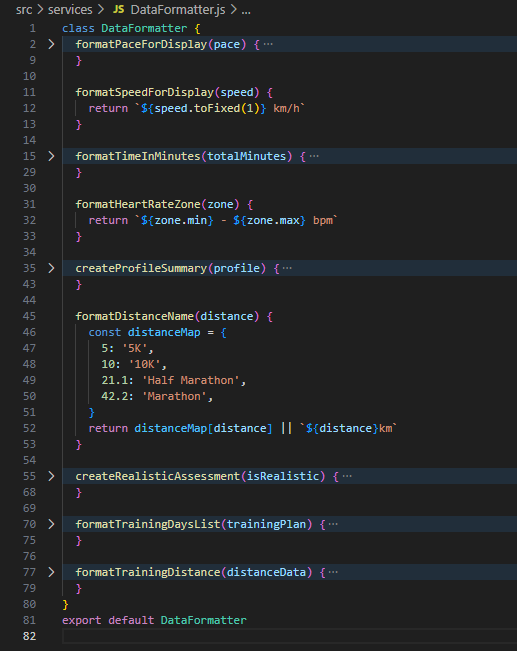 src > services > JS DataFormatter.js > ...
1 class DataFormatter {
2 > formatPaceForDisplay(pace) { ···
9 }
10
11 formatSpeedForDisplay(speed) {
12 return `${speed.toFixed(1)} km/h`
13 }
14
15 > formatTimeInMinutes(totalMinutes) { ···
29 }
30
31 formatHeartRateZone(zone) {
32 return `${zone.min} - ${zone.max} bpm`
33 }
34
35 > createProfileSummary(profile) { ···
43 }
44
45 formatDistanceName(distance) {
46 const distanceMap = {
47 5: '5K',
48 10: '10K',
49 21.1: 'Half Marathon',
50 42.2: 'Marathon',
51 }
52 return distanceMap[distance] || `${distance}km`
53 }
54
55 > createRealisticAssessment(isRealistic) { ···
68 }
69
70 > formatTrainingDaysList(trainingPlan) { ···
75 }
76
77 > formatTrainingDistance(distanceData) { ···
79 }
80 }
81 export default DataFormatter
82